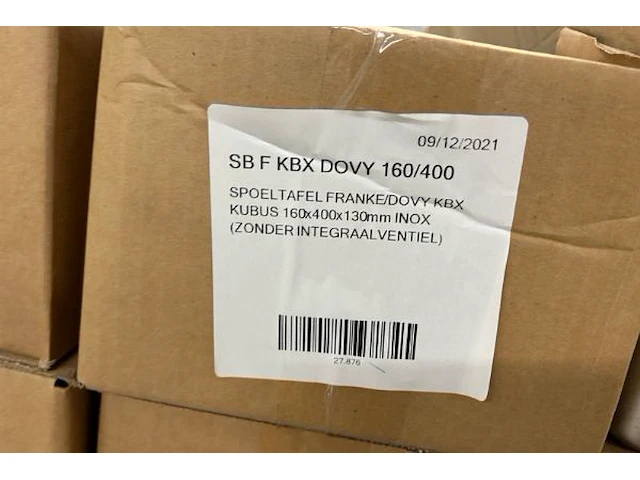 09/12/2021
SB F KBX DOVY 160/400
SPOELTAFEL FRANKE/DOVY KBX
KUBUS 160x400x130mm INOX
(ZONDER INTEGRAALVENTIEL)
27.876